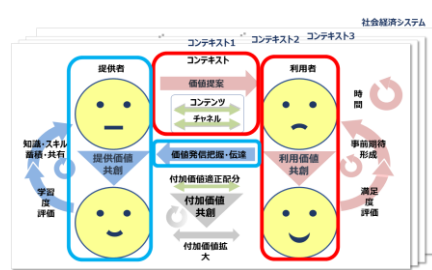 社会経済システム
コンテキスト1
コンテキスト2
コンテキスト3
提供者
コンテキスト
利用者
価値提案
コンテンツ
チャネル
時
間
知識・スキル
蓄積・共有
提供価値
共創
価値発信把握・伝達
利用価値
共創
事前期待
形成
学習
度
評価
付加価値適正配分
付加価値
共創
満足
度
評価
付加価値拡
大